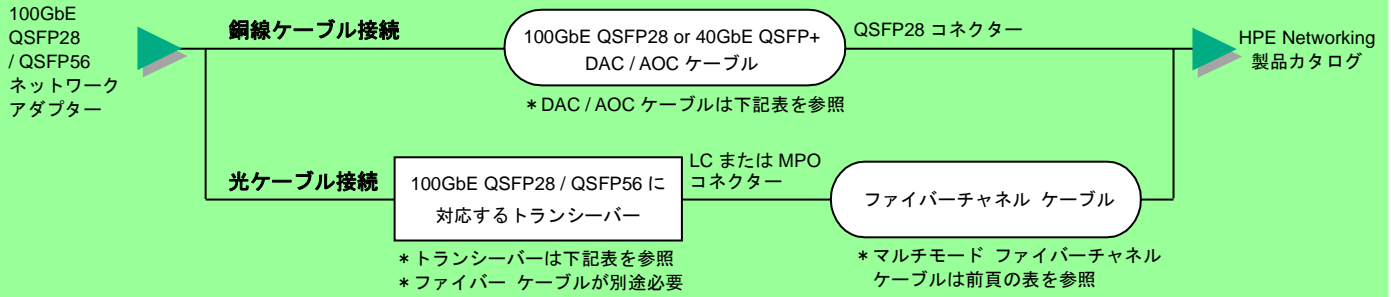 100GbE
QSFP28
/ QSFP56
ネットワーク
アダプター
銅線ケーブル接続
100GbE QSFP28 or 40GbE QSFP+
DAC / AOC ケーブル
QSFP28 コネクター
HPE Networking
製品カタログ
＊DAC / AOC ケーブルは下記表を参照
光ケーブル接続
100GbE QSFP28 / QSFP56 に
対応するトランシーバー
LC または MPO
コネクター
ファイバーチャネル ケーブル
＊トランシーバーは下記表を参照
＊ファイバー ケーブルが別途必要
＊マルチモード ファイバーチャネル
ケーブルは前頁の表を参照